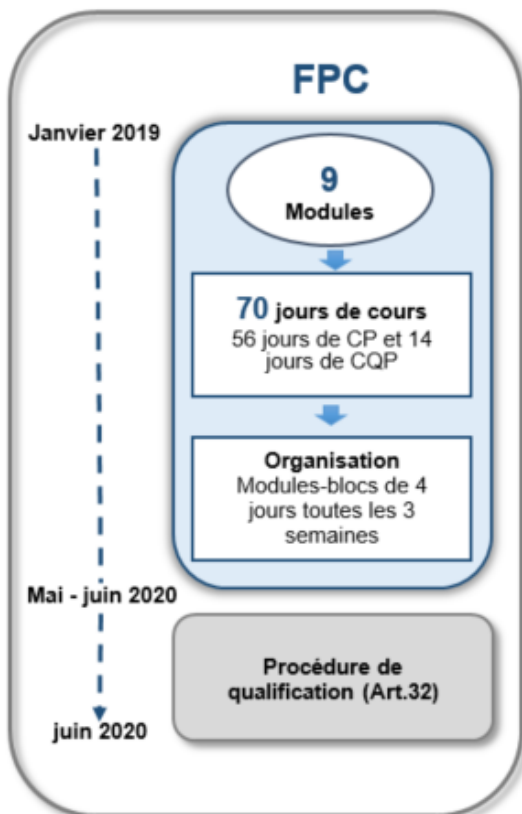 FPC
Janvier 2019
9
Modules
70 jours de cours
56 jours de CP et 14
jours de CQP
Organisation
Modules-blocs de 4
jours toutes les 3
semaines
Mai - juin 2020
Procédure de
qualification (Art.32)
juin 2020